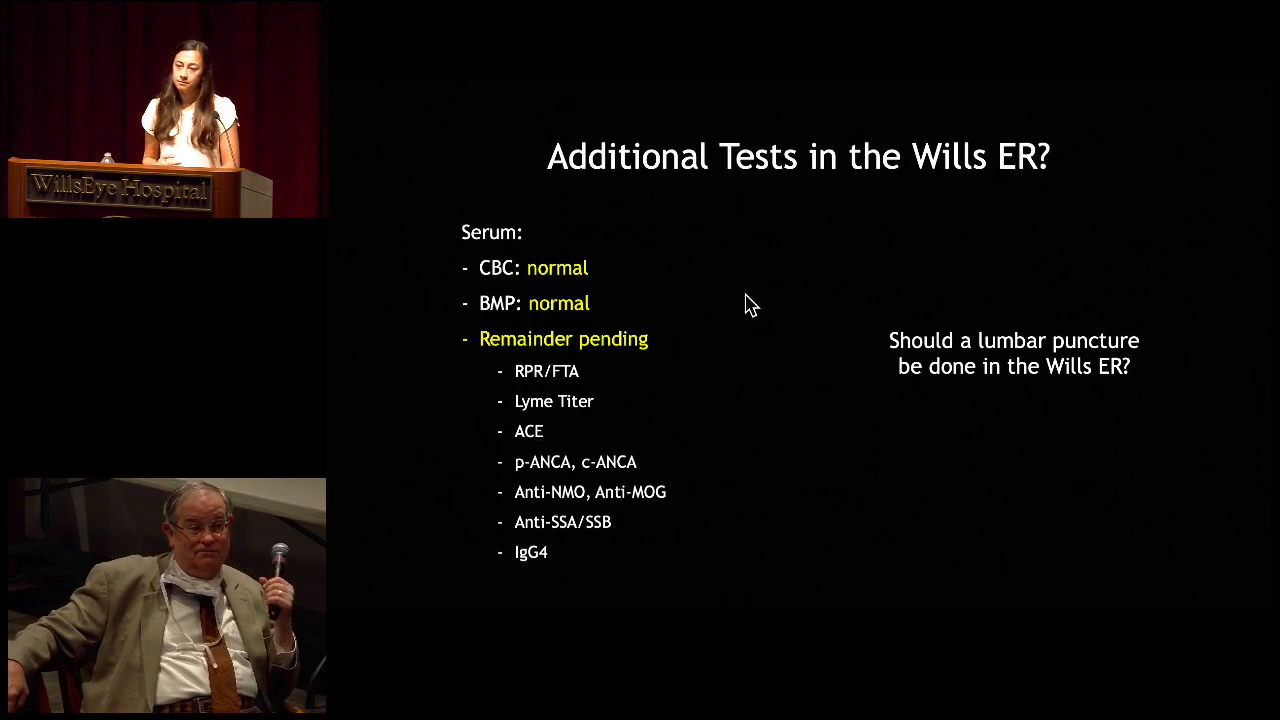 WillsEye Hospital
Additional Tests in the Wills ER?
Serum:
- CBC: normal
- BMP: normal
- Remainder pending
- RPR/FTA
- Lyme Titer
- ACE
- p-ANCA, c-ANCA
- Anti-NMO, Anti-MOG
- Anti-SSA/SSB
- IgG4
Should a lumbar puncture
be done in the Wills ER?